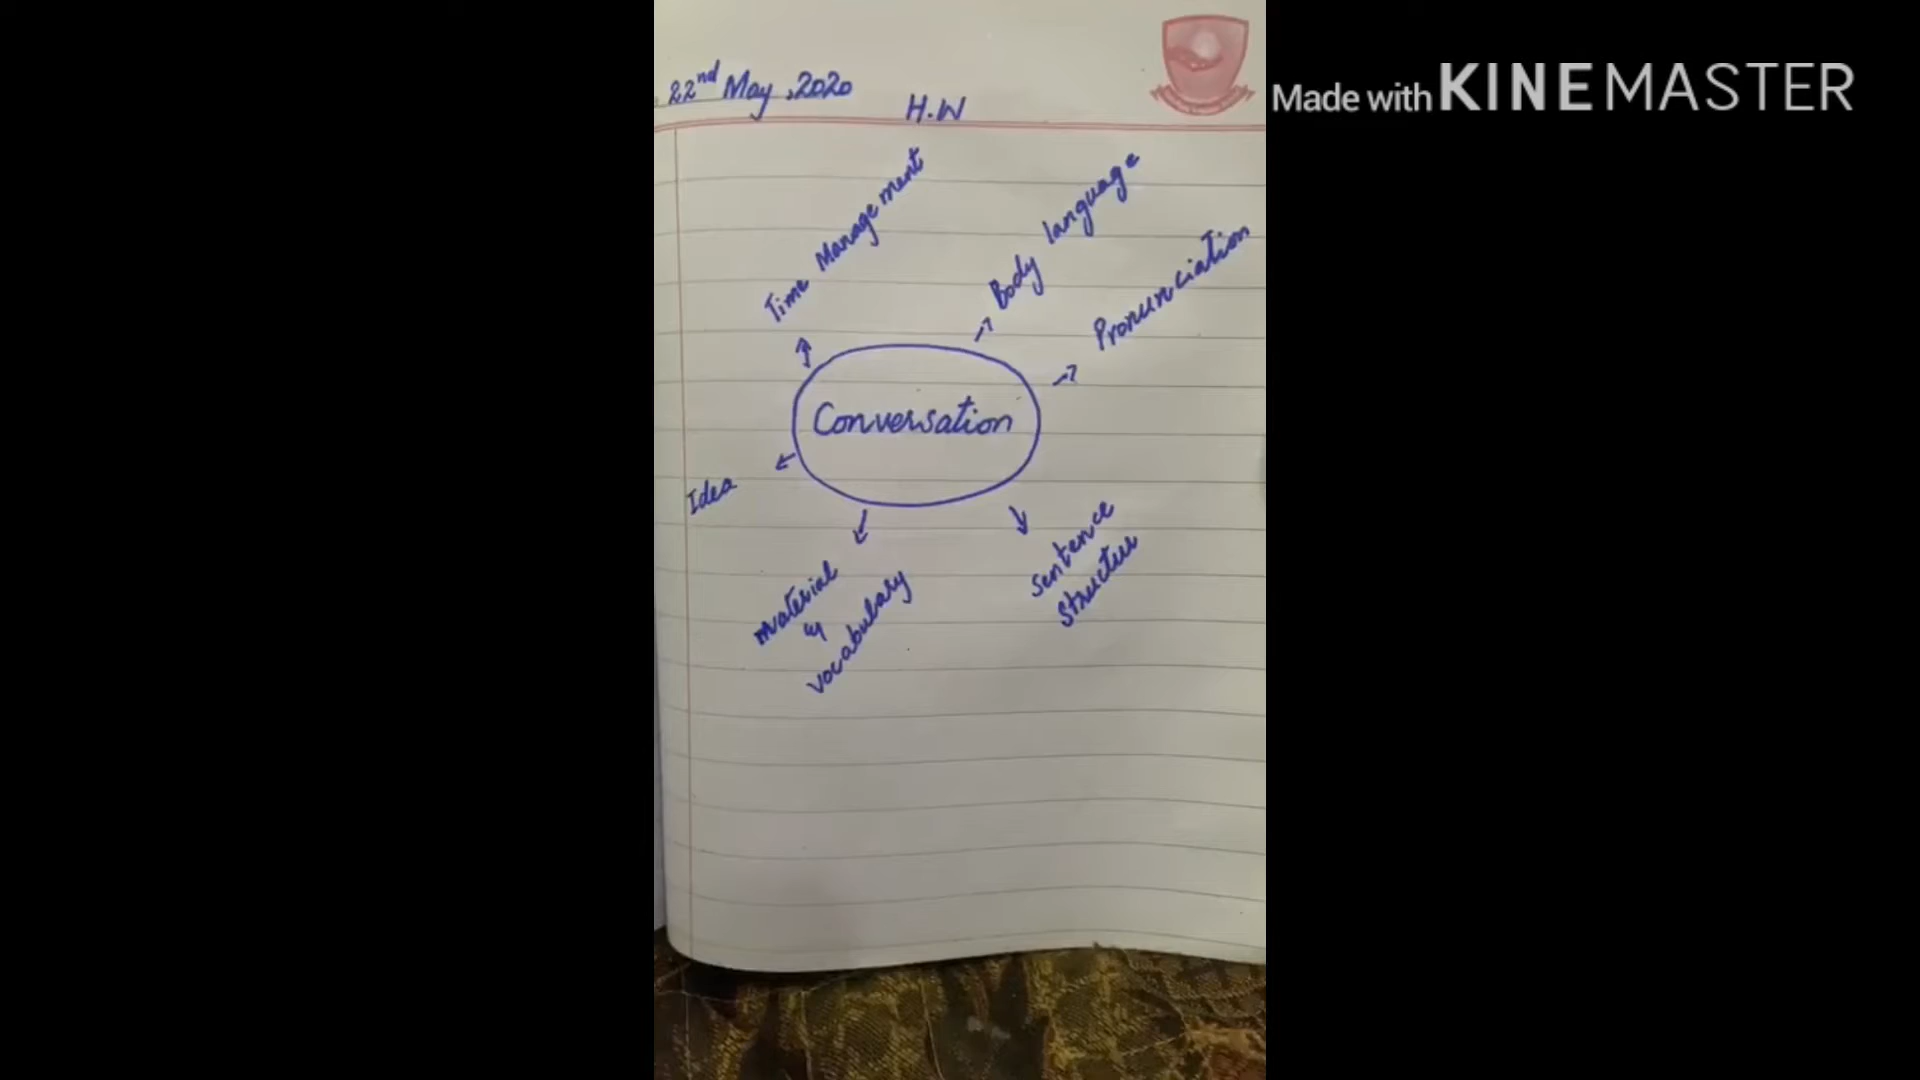 22nd May, 2020
H.W
Made with KINEMASTER
Time Management
Body language
Pronunciation
Conversation
Idea
material
vocabulary
Sentence
Structure